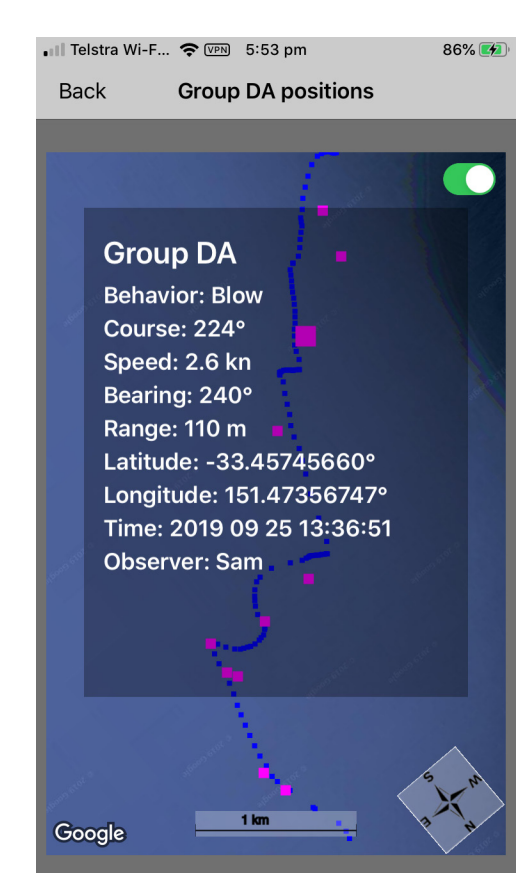 Telstra Wi-F... VPN 5:53 pm 86%
Back Group DA positions
Group DA
Behavior: Blow
Course: 224°
Speed: 2.6 kn
Bearing: 240°
Range: 110 m
Latitude: -33.45745660°
Longitude: 151.47356747°
Time: 2019 09 25 13:36:51
Observer: Sam
S W
E N
Google 1 km